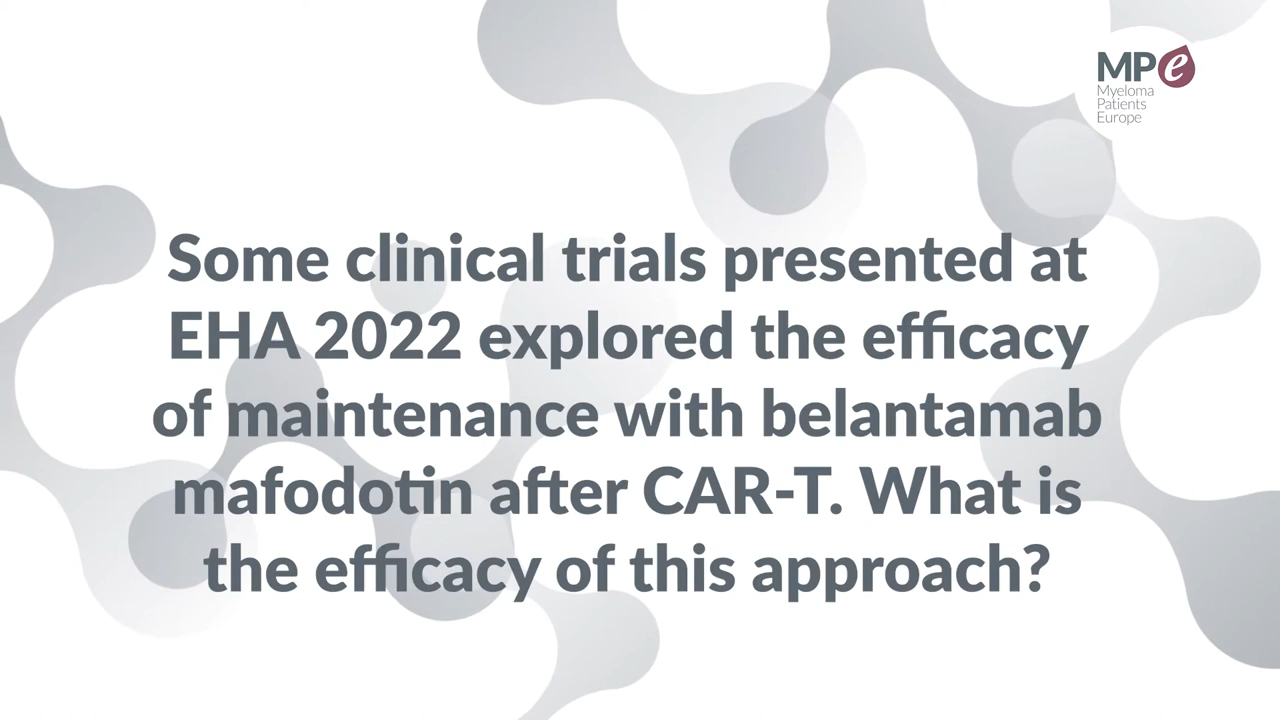 MPe
Myeloma
Patients
Europe
Some clinical trials presented at
EHA 2022 explored the efficacy
of maintenance with belantamab
mafodotin after CAR-T. What is
the efficacy of this approach?